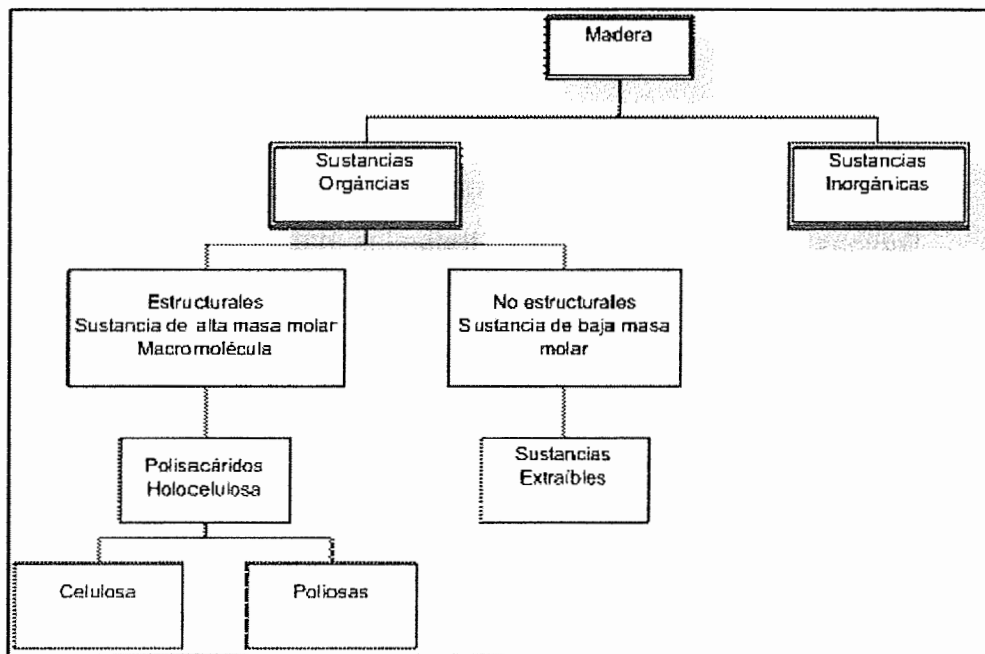 Madera
Sustancias
Orgáncias
Sustancias
Inorgánicas
Estructurales
Sustancia de alta masa molar
Macromolécula
No estructurales
Sustancia de baja masa
molar
Polisacáridos
Holocelulosa
Sustancias
Extraíbles
Celulosa
Poliosas